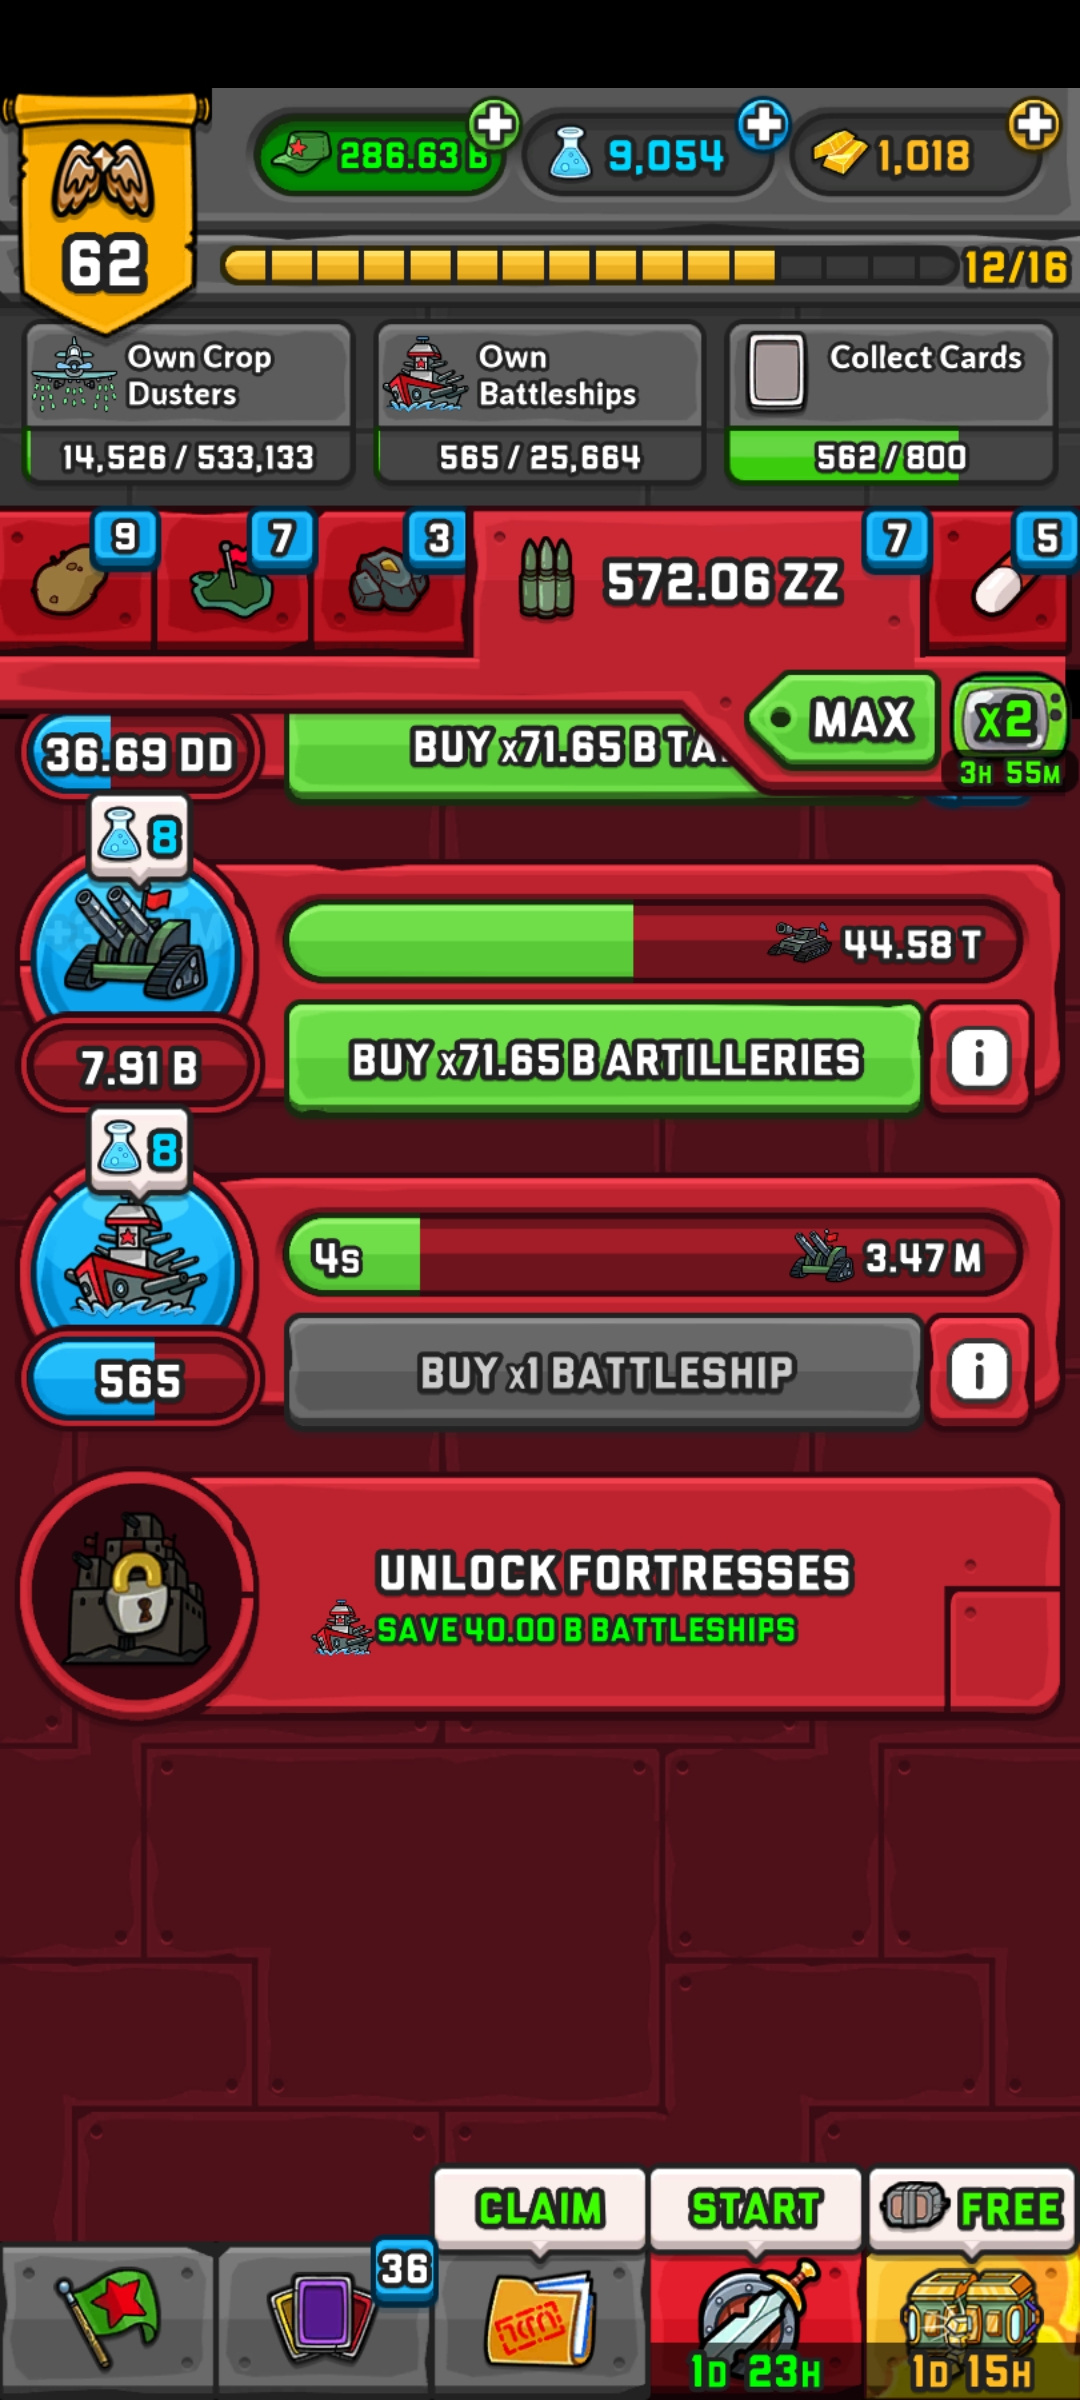 62
286.63 B
9,054
1,018
12/16
Own Crop
Dusters
14,526 / 533,133
Own
Battleships
565 / 25,664
Collect Cards
562 / 800
9
7
3
572.06 ZZ
7
5
MAX
x2
3H 55M
36.69 DD
BUY x71.65 B TA
8
44.58 T
7.91 B
BUY x71.65 B ARTILLERIES
i
8
4s
3.47 M
565
BUY x1 BATTLESHIP
i
UNLOCK FORTRESSES
SAVE 40.00 B BATTLESHIPS
CLAIM
START
FREE
36
1D 23H
1D 15H